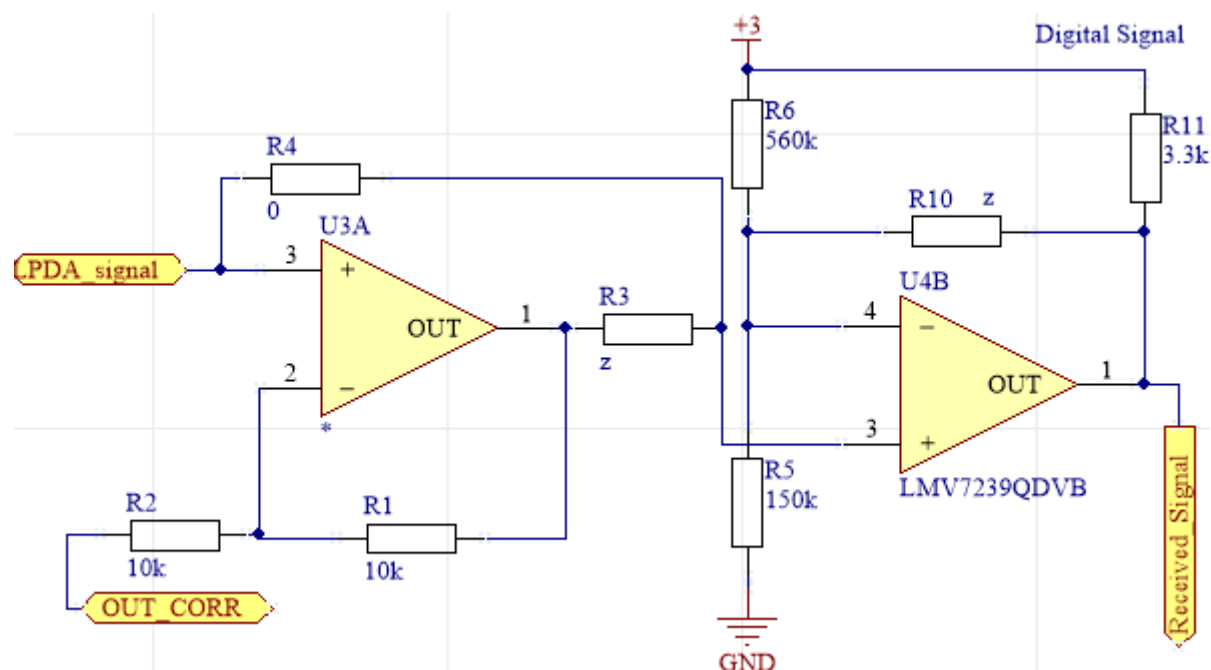 +3
Digital Signal
R6
560k
R11
3.3k
R4
0
R10 z
U3A
LPDA_signal
3
+
U4B
OUT
1
R3
z
4
−
2
−
*
OUT
1
3
+
R5
150k
LMV7239QDVB
R2
10k
R1
10k
OUT_CORR
Received_Signal
GND